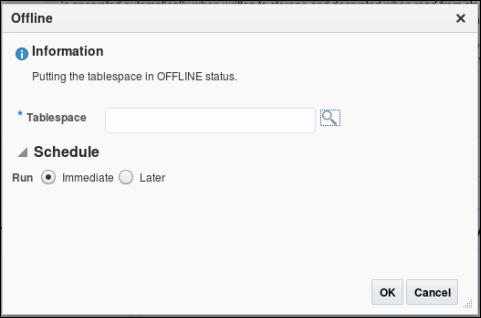 Offline
Information
Putting the tablespace in OFFLINE status.
* Tablespace
Schedule
Run Immediate Later
OK Cancel